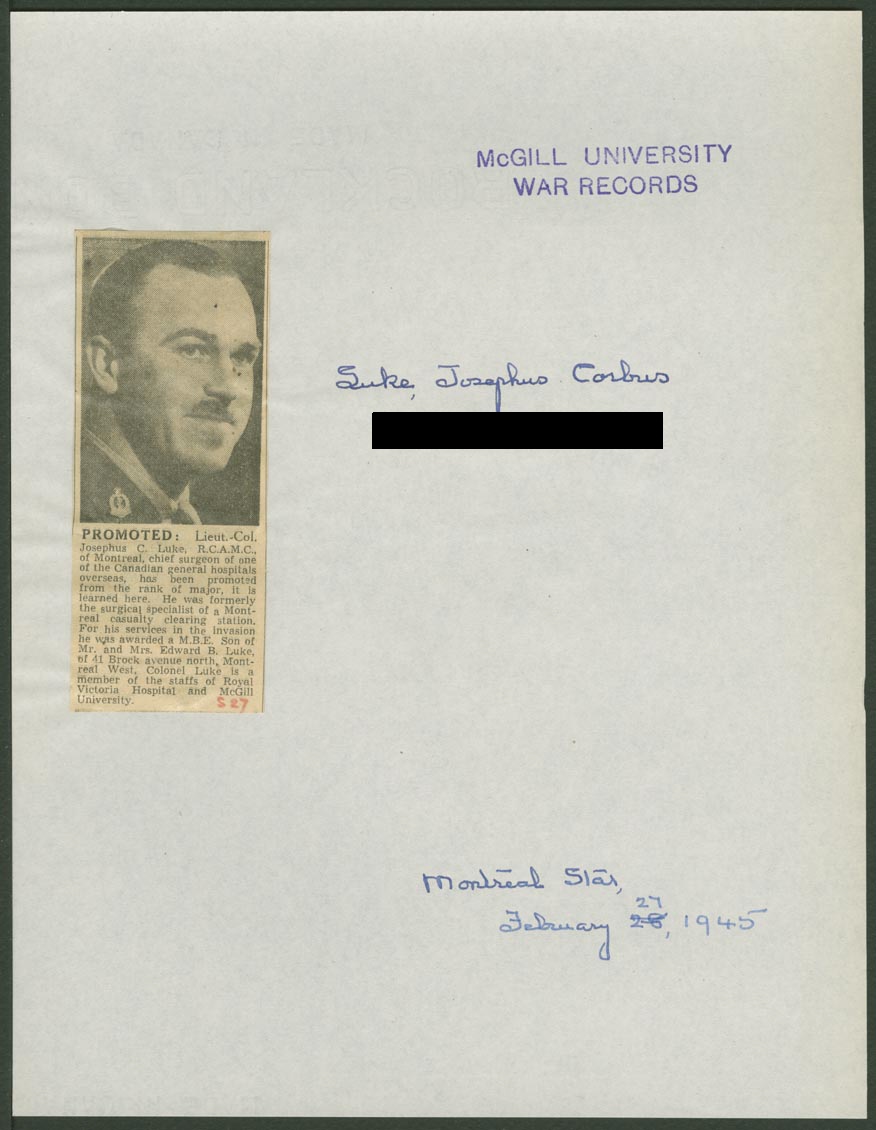 McGILL UNIVERSITY
WAR RECORDS
Luke, Josephus Corbus
PROMOTED: Lieut.-Col.
Josephus C. Luke, R.C.A.M.C.,
of Montreal, chief surgeon of one
of the Canadian general hospitals
overseas, has been promoted
from the rank of major, it is
learned here. He was formerly
the surgical specialist of a Mont-
real casualty clearing station.
For his services in the invasion
he was awarded a M.B.E. Son of
Mr. and Mrs. Edward B. Luke,
of 41 Brock avenue north, Mont-
real West, Colonel Luke is a
member of the staffs of Royal
Victoria Hospital and McGill
University.
S 27
Montreal Star,
27
February 28, 1945